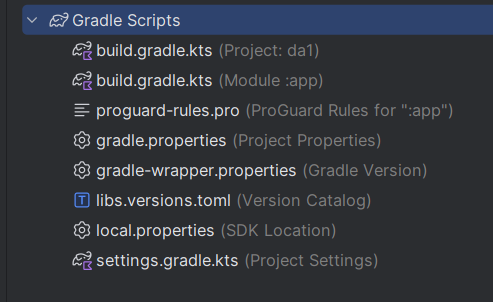 Gradle Scripts
build.gradle.kts (Project: da1)
build.gradle.kts (Module :app)
proguard-rules.pro (ProGuard Rules for ":app")
gradle.properties (Project Properties)
gradle-wrapper.properties (Gradle Version)
libs.versions.toml (Version Catalog)
local.properties (SDK Location)
settings.gradle.kts (Project Settings)